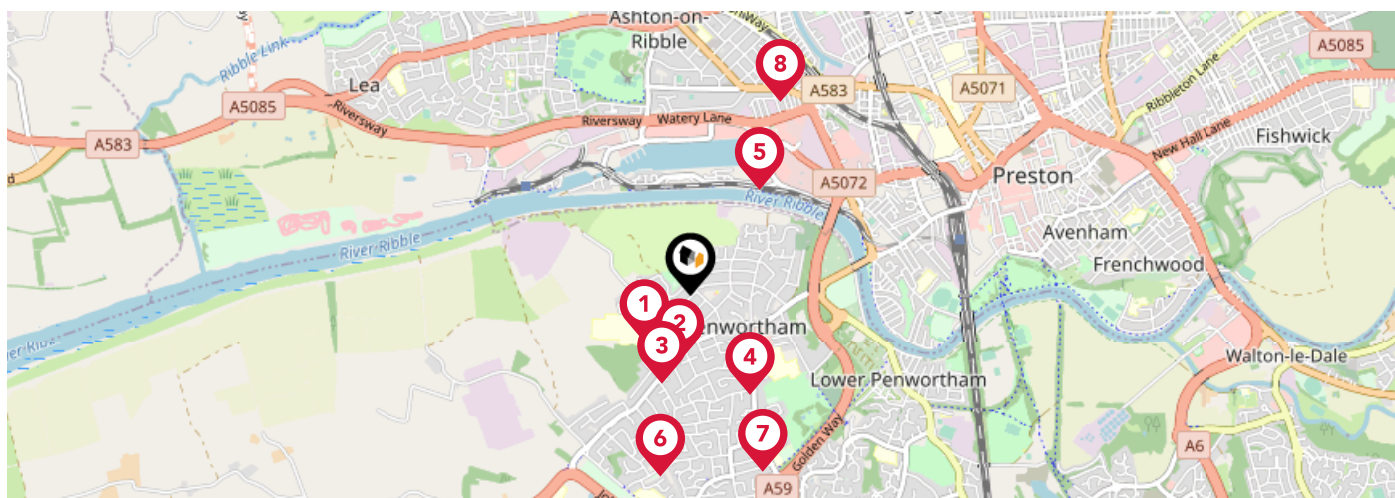 Ashton-on-
Ribble
Ribble Link
8
A5085
Lea
A583
A5071
A5085
Ribbleton Lane
Riversway
Riversway
Watery Lane
New Hall Lane
Fishwick
A583
5
A5072
Preston
River Ribble
Avenham
River Ribble
Frenchwood
1
2
enwortham
3
4
Walton-le-Dale
Lower Penwortham
6
7
Golden Way
A6
A59